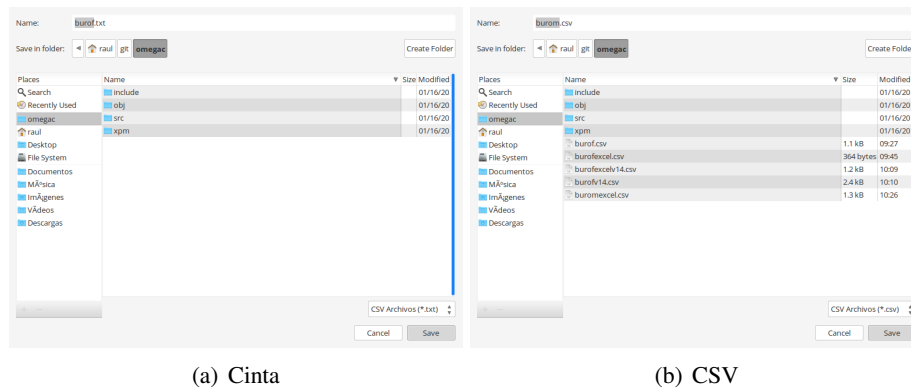 Name: burof.txt
Save in folder: raul git omegac Create Folder
Places Name Size Modified
Search include 01/16/20
Recently Used obj 01/16/20
omegac src 01/16/20
raul xpm 01/16/20
Desktop
File System
Documentos
MÃºsica
ImÃ¡genes
VÃ­deos
Descargas
CSV Archivos (*.txt)
Cancel Save
(a) Cinta
Name: burom.csv
Save in folder: raul git omegac Create Folde
Places Name Size Modified
Search include 01/16/20
Recently Used obj 01/16/20
omegac src 01/16/20
raul xpm 01/16/20
Desktop burof.csv 1.1 kB 09:27
File System burofexcel.csv 364 bytes 09:45
Documentos burofexcelv14.csv 1.2 kB 10:09
MÃºsica burofv14.csv 2.4 kB 10:10
ImÃ¡genes buromexcel.csv 1.3 kB 10:26
VÃ­deos
Descargas
CSV Archivos (*.csv)
Cancel Save
(b) CSV